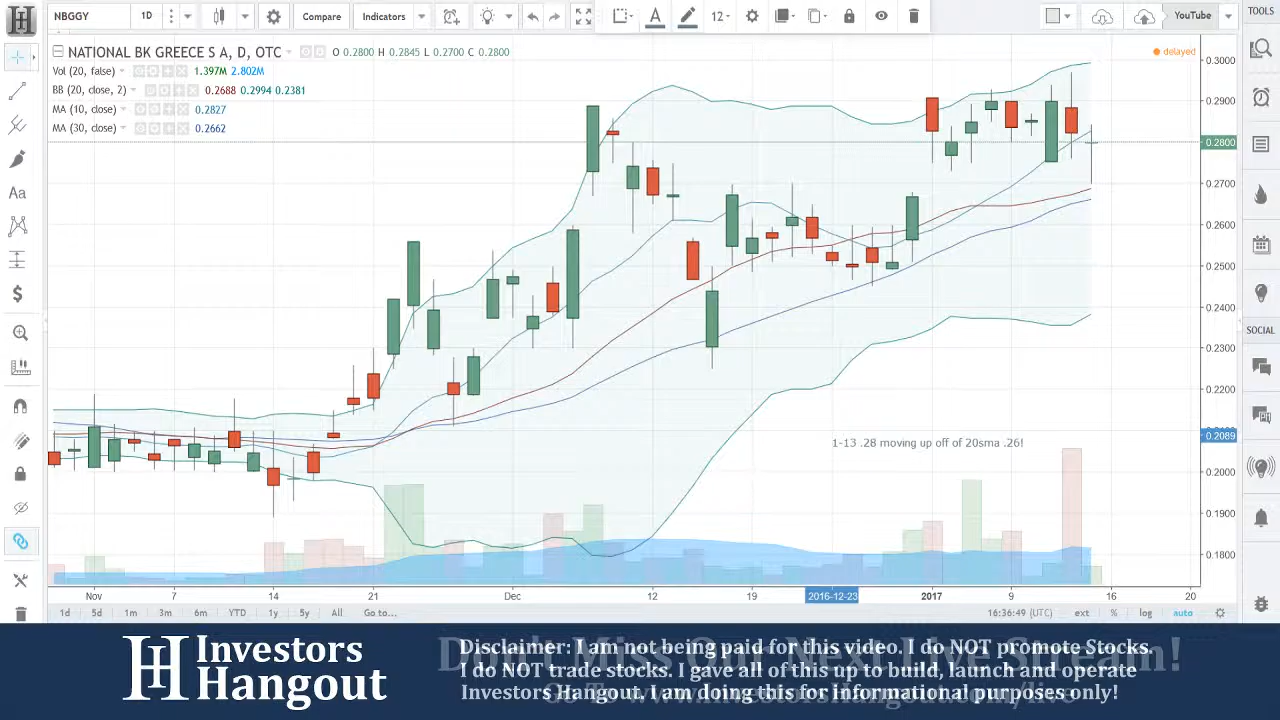 NBGGY 1D Compare Indicators 12 YouTube TOOLS
NATIONAL BK GREECE S A, D, OTC O 0.2800 H 0.2845 L 0.2700 C 0.2800
delayed
Vol (20, false) 1.397M 2.802M
BB (20, close, 2) 0.2688 0.2994 0.2381
MA (10, close) 0.2827
MA (30, close) 0.2662
0.3000
0.2900
0.2800
0.2700
0.2600
0.2500
0.2400
0.2300
0.2200
0.2089
0.2000
0.1900
0.1800
Aa
$
SOCIAL
1-13 .28 moving up off of 20sma .26!
Nov 7 14 21 Dec 12 19 2016-12-23 2017 9 16 20
1d 5d 1m 3m 6m YTD 1y 5y All Go to... 16:36:49 (UTC) ext % log auto
H
Investors
Hangout
Disclaimer: I am not being paid for this video. I do NOT promote Stocks.
I do NOT trade stocks. I gave all of this up to build, launch and operate
Investors Hangout. I am doing this for informational purposes only!